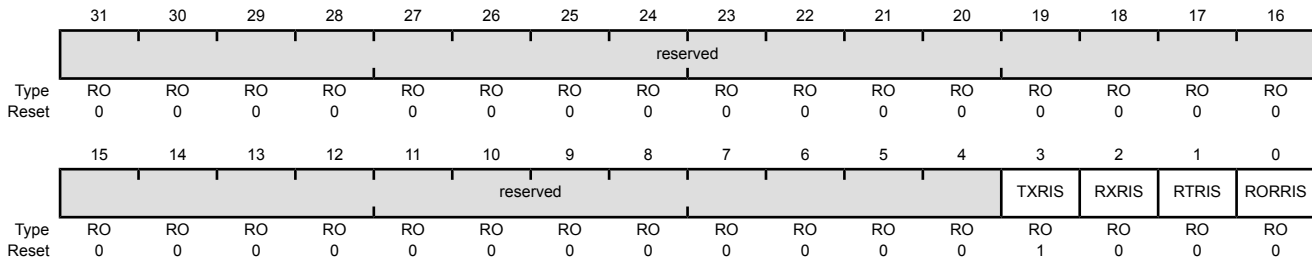 31 30 29 28 27 26 25 24 23 22 21 20 19 18 17 16
reserved
Type RO RO RO RO RO RO RO RO RO RO RO RO RO RO RO RO
Reset 0 0 0 0 0 0 0 0 0 0 0 0 0 0 0 0
15 14 13 12 11 10 9 8 7 6 5 4 3 2 1 0
reserved TXRIS RXRIS RTRIS RORRIS
Type RO RO RO RO RO RO RO RO RO RO RO RO RO RO RO RO
Reset 0 0 0 0 0 0 0 0 0 0 0 0 1 0 0 0